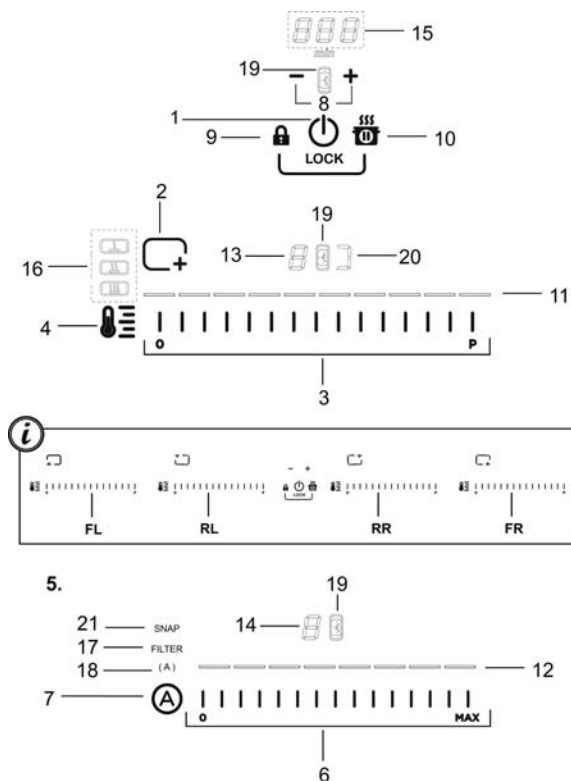 15
19
- +
8
1
9
10
LOCK
2
19
13
20
16
11
4
0 P
3
i
- +
LOCK
FL RL RR FR
5.
19
21 SNAP
14
17 FILTER
18 (A)
12
7 A
0 MAX
6